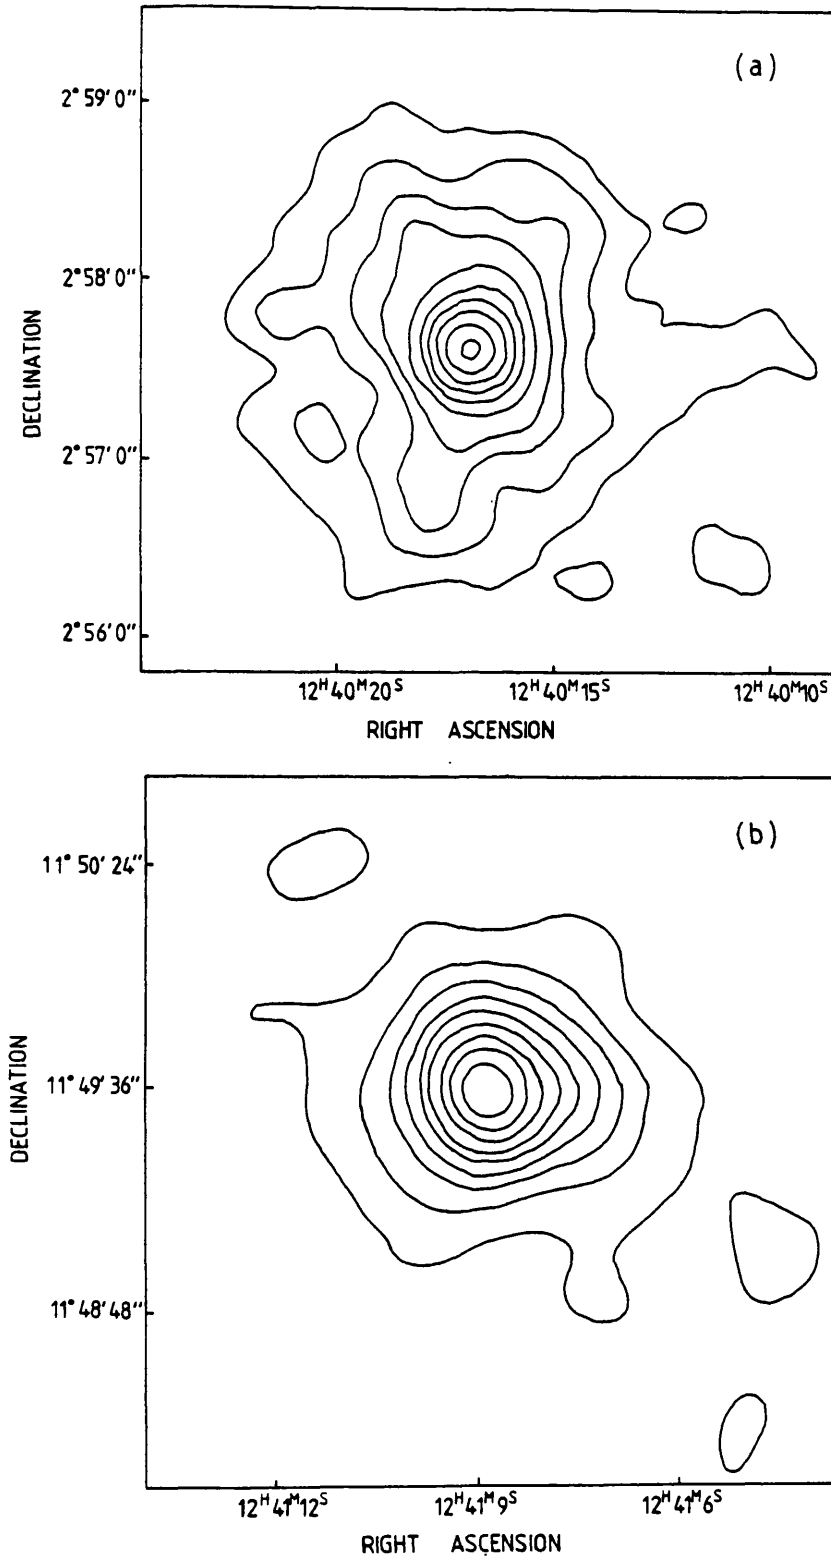 (a)
2° 59' 0"
2° 58' 0"
2° 57' 0"
2° 56' 0"
DECLINATION
12ᴴ40ᴹ20ˢ 12ᴴ40ᴹ15ˢ 12ᴴ40ᴹ10ˢ
RIGHT ASCENSION
(b)
11° 50' 24"
11° 49' 36"
11° 48' 48"
DECLINATION
12ᴴ41ᴹ12ˢ 12ᴴ41ᴹ9ˢ 12ᴴ41ᴹ6ˢ
RIGHT ASCENSION